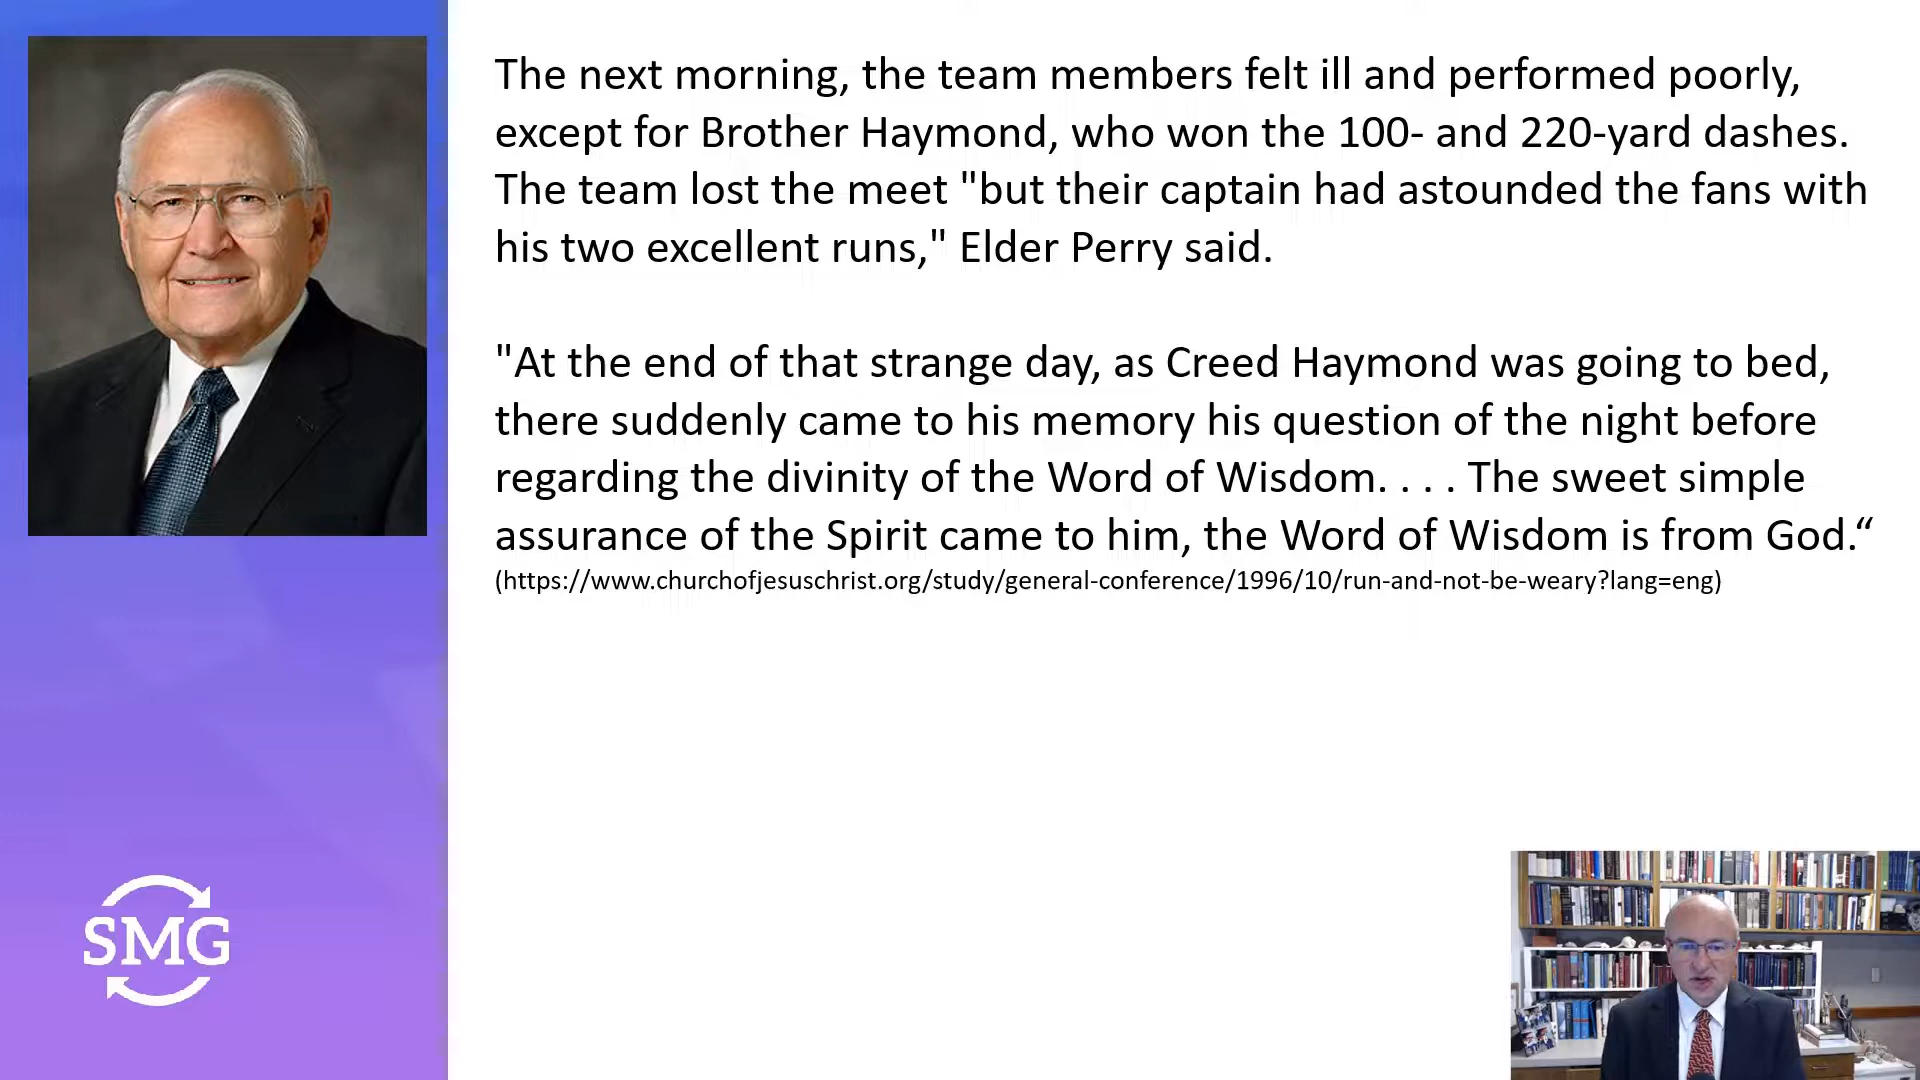 The next morning, the team members felt ill and performed poorly,
except for Brother Haymond, who won the 100- and 220-yard dashes.
The team lost the meet "but their captain had astounded the fans with
his two excellent runs," Elder Perry said.
"At the end of that strange day, as Creed Haymond was going to bed,
there suddenly came to his memory his question of the night before
regarding the divinity of the Word of Wisdom. . . . The sweet simple
assurance of the Spirit came to him, the Word of Wisdom is from God.“
(https://www.churchofjesuschrist.org/study/general-conference/1996/10/run-and-not-be-weary?lang=eng)
SMG